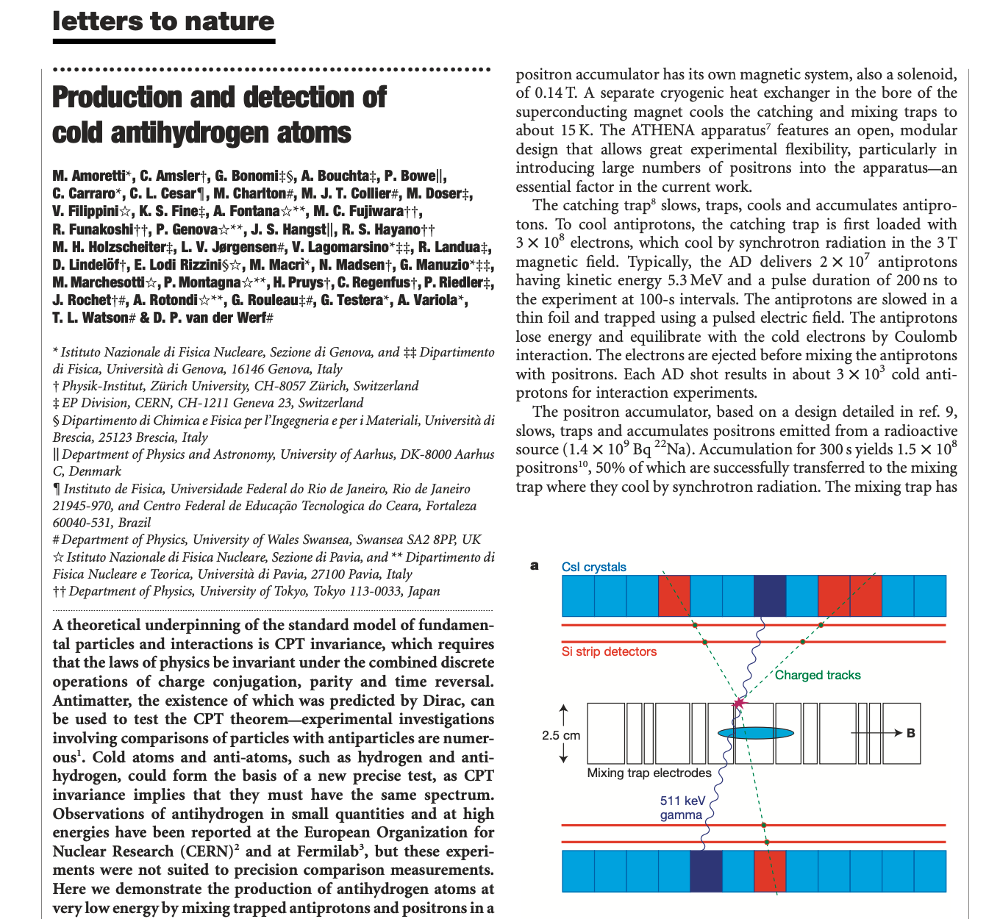 letters to nature
Production and detection of
cold antihydrogen atoms
M. Amoretti*, C. Amsler†, G. Bonomi‡§, A. Bouchta‡, P. Bowe||,
C. Carraro*, C. L. Cesar¶, M. Charlton#, M. J. T. Collier#, M. Doser‡,
V. Filippini☆, K. S. Fine‡, A. Fontana☆**, M. C. Fujiwara††,
R. Funakoshi††, P. Genova☆**, J. S. Hangst||, R. S. Hayano††
M. H. Holzscheiter‡, L. V. Jørgensen#, V. Lagomarsino*‡‡, R. Landua‡,
D. Lindelöf†, E. Lodi Rizzini§☆, M. Macrì*, N. Madsen†, G. Manuzio*‡‡,
M. Marchesotti☆, P. Montagna☆**, H. Pruys†, C. Regenfus†, P. Riedler‡,
J. Rochet†#, A. Rotondi☆**, G. Rouleau‡#, G. Testera*, A. Variola*,
T. L. Watson# & D. P. van der Werf#
* Istituto Nazionale di Fisica Nucleare, Sezione di Genova, and ‡‡ Dipartimento
di Fisica, Università di Genova, 16146 Genova, Italy
† Physik-Institut, Zürich University, CH-8057 Zürich, Switzerland
‡ EP Division, CERN, CH-1211 Geneva 23, Switzerland
§ Dipartimento di Chimica e Fisica per l'Ingegneria e per i Materiali, Università di
Brescia, 25123 Brescia, Italy
|| Department of Physics and Astronomy, University of Aarhus, DK-8000 Aarhus
C, Denmark
¶ Instituto de Fisica, Universidade Federal do Rio de Janeiro, Rio de Janeiro
21945-970, and Centro Federal de Educação Tecnologica do Ceara, Fortaleza
60040-531, Brazil
# Department of Physics, University of Wales Swansea, Swansea SA2 8PP, UK
☆ Istituto Nazionale di Fisica Nucleare, Sezione di Pavia, and ** Dipartimento di
Fisica Nucleare e Teorica, Università di Pavia, 27100 Pavia, Italy
†† Department of Physics, University of Tokyo, Tokyo 113-0033, Japan
A theoretical underpinning of the standard model of fundamen-
tal particles and interactions is CPT invariance, which requires
that the laws of physics be invariant under the combined discrete
operations of charge conjugation, parity and time reversal.
Antimatter, the existence of which was predicted by Dirac, can
be used to test the CPT theorem—experimental investigations
involving comparisons of particles with antiparticles are numer-
ous¹. Cold atoms and anti-atoms, such as hydrogen and anti-
hydrogen, could form the basis of a new precise test, as CPT
invariance implies that they must have the same spectrum.
Observations of antihydrogen in small quantities and at high
energies have been reported at the European Organization for
Nuclear Research (CERN)² and at Fermilab³, but these experi-
ments were not suited to precision comparison measurements.
Here we demonstrate the production of antihydrogen atoms at
very low energy by mixing trapped antiprotons and positrons in a
positron accumulator has its own magnetic system, also a solenoid,
of 0.14 T. A separate cryogenic heat exchanger in the bore of the
superconducting magnet cools the catching and mixing traps to
about 15 K. The ATHENA apparatus⁷ features an open, modular
design that allows great experimental flexibility, particularly in
introducing large numbers of positrons into the apparatus—an
essential factor in the current work.
The catching trap⁸ slows, traps, cools and accumulates antipro-
tons. To cool antiprotons, the catching trap is first loaded with
3 × 10⁸ electrons, which cool by synchrotron radiation in the 3 T
magnetic field. Typically, the AD delivers 2 × 10⁷ antiprotons
having kinetic energy 5.3 MeV and a pulse duration of 200 ns to
the experiment at 100-s intervals. The antiprotons are slowed in a
thin foil and trapped using a pulsed electric field. The antiprotons
lose energy and equilibrate with the cold electrons by Coulomb
interaction. The electrons are ejected before mixing the antiprotons
with positrons. Each AD shot results in about 3 × 10³ cold anti-
protons for interaction experiments.
The positron accumulator, based on a design detailed in ref. 9,
slows, traps and accumulates positrons emitted from a radioactive
source (1.4 × 10⁹ Bq ²²Na). Accumulation for 300 s yields 1.5 × 10⁸
positrons¹⁰, 50% of which are successfully transferred to the mixing
trap where they cool by synchrotron radiation. The mixing trap has
a
CsI crystals
Si strip detectors
Charged tracks
2.5 cm
B
Mixing trap electrodes
511 keV
gamma